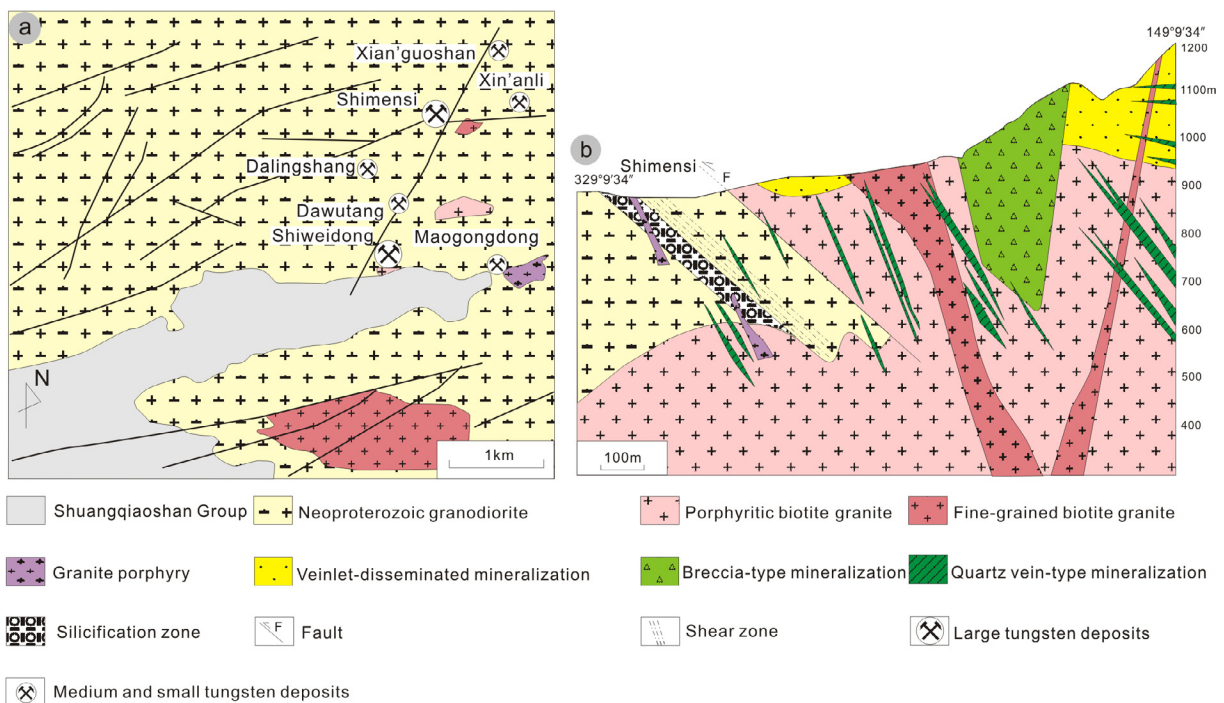 a
Xian'guoshan
Xin'anli
Shimensi
Dalingshang
Dawutang
Shiweidong
Maogongdong
N
1km
b
149°9′34″
1200
1100m
1000
900
800
700
600
500
400
Shimensi
F
329°9′34″
100m
Shuangqiaoshan Group
Neoproterozoic granodiorite
Porphyritic biotite granite
Fine-grained biotite granite
Granite porphyry
Veinlet-disseminated mineralization
Breccia-type mineralization
Quartz vein-type mineralization
Silicification zone
F
Fault
Shear zone
Large tungsten deposits
Medium and small tungsten deposits